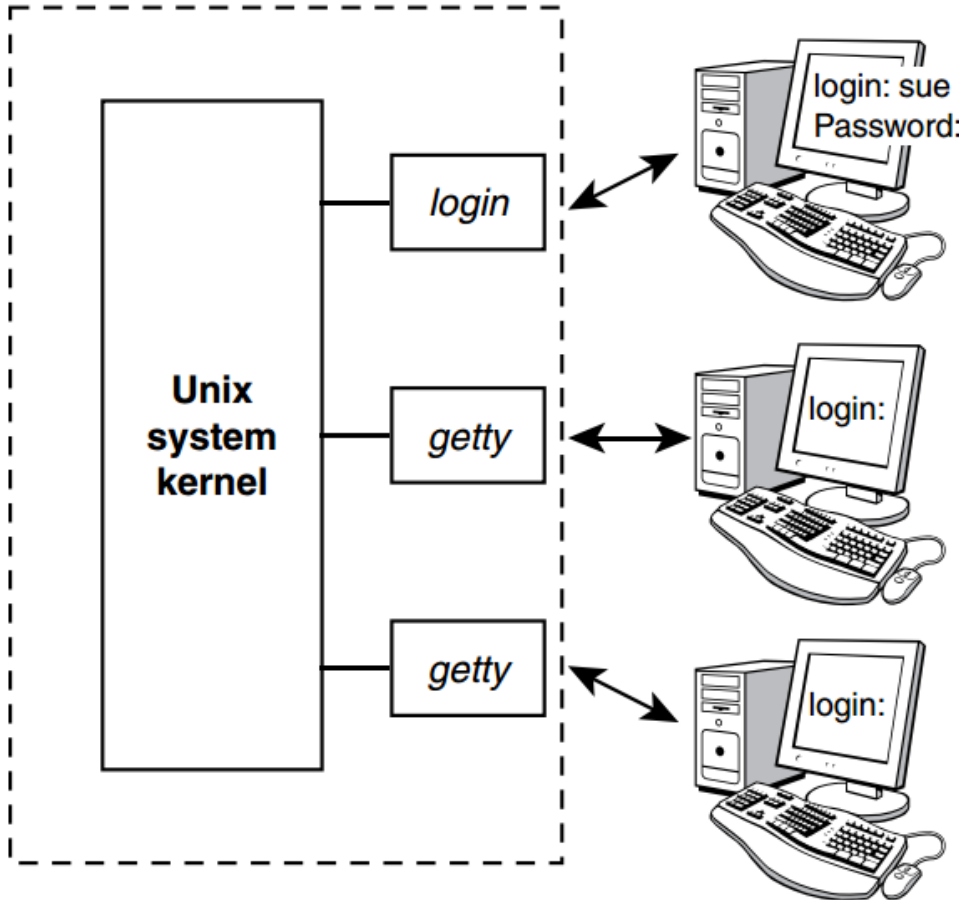 login: sue
Password:
login
Unix
system
kernel
getty
login:
getty
login: